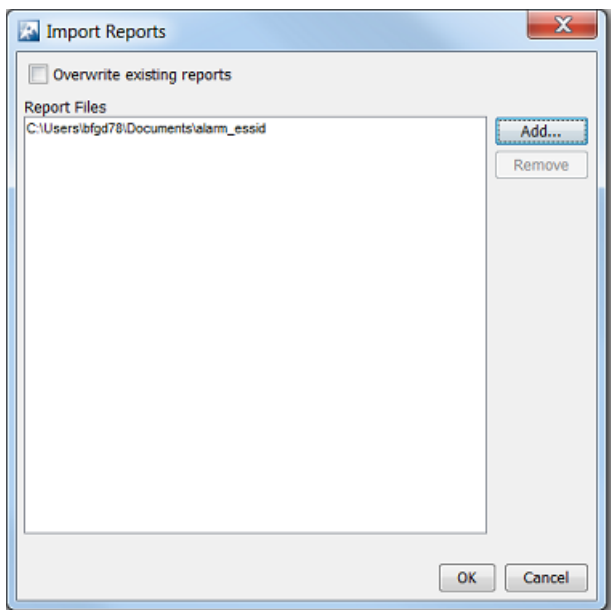 Import Reports
Overwrite existing reports
Report Files
C:\Users\bfgd78\Documents\alarm_essid
Add...
Remove
OK
Cancel